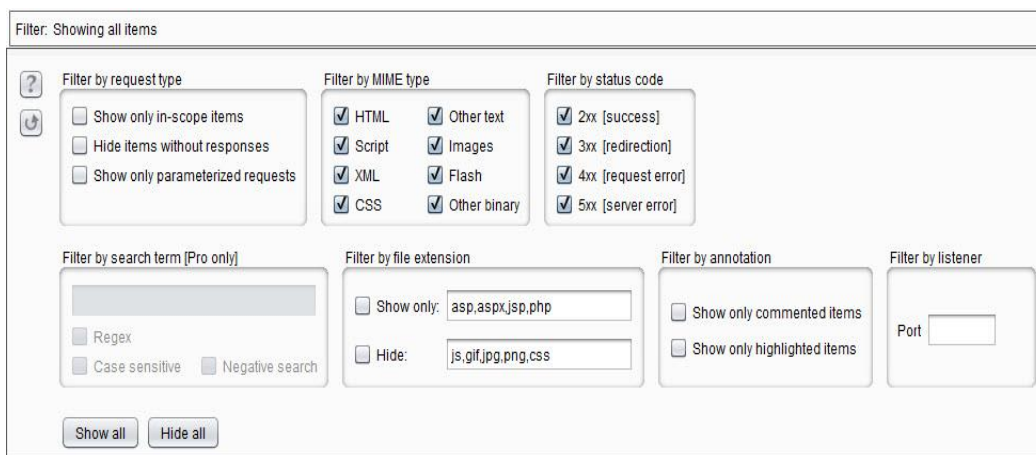 Filter: Showing all items
?
Filter by request type
Show only in-scope items
Hide items without responses
Show only parameterized requests
Filter by MIME type
HTML
Script
XML
CSS
Other text
Images
Flash
Other binary
Filter by status code
2xx [success]
3xx [redirection]
4xx [request error]
5xx [server error]
Filter by search term [Pro only]
Regex
Case sensitive
Negative search
Filter by file extension
Show only: asp,aspx,jsp,php
Hide: js,gif,jpg,png,css
Filter by annotation
Show only commented items
Show only highlighted items
Filter by listener
Port
Show all
Hide all